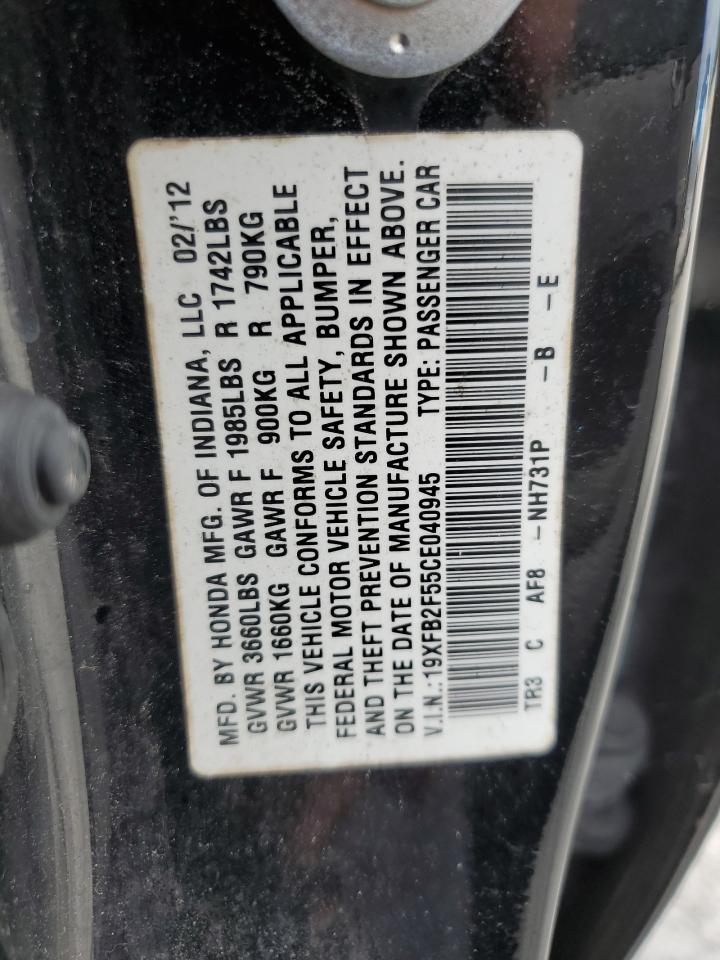 MFD. BY HONDA MFG. OF INDIANA, LLC 02/'12
GVWR 3660LBS GAWR F 1985LBS R 1742LBS
GVWR 1660KG GAWR F 900KG R 790KG
THIS VEHICLE CONFORMS TO ALL APPLICABLE
FEDERAL MOTOR VEHICLE SAFETY, BUMPER,
AND THEFT PREVENTION STANDARDS IN EFFECT
ON THE DATE OF MANUFACTURE SHOWN ABOVE.
V.I.N.:19XFB2F55CE040945 TYPE: PASSENGER CAR
TR3 C AF8 -NH731P -B -E